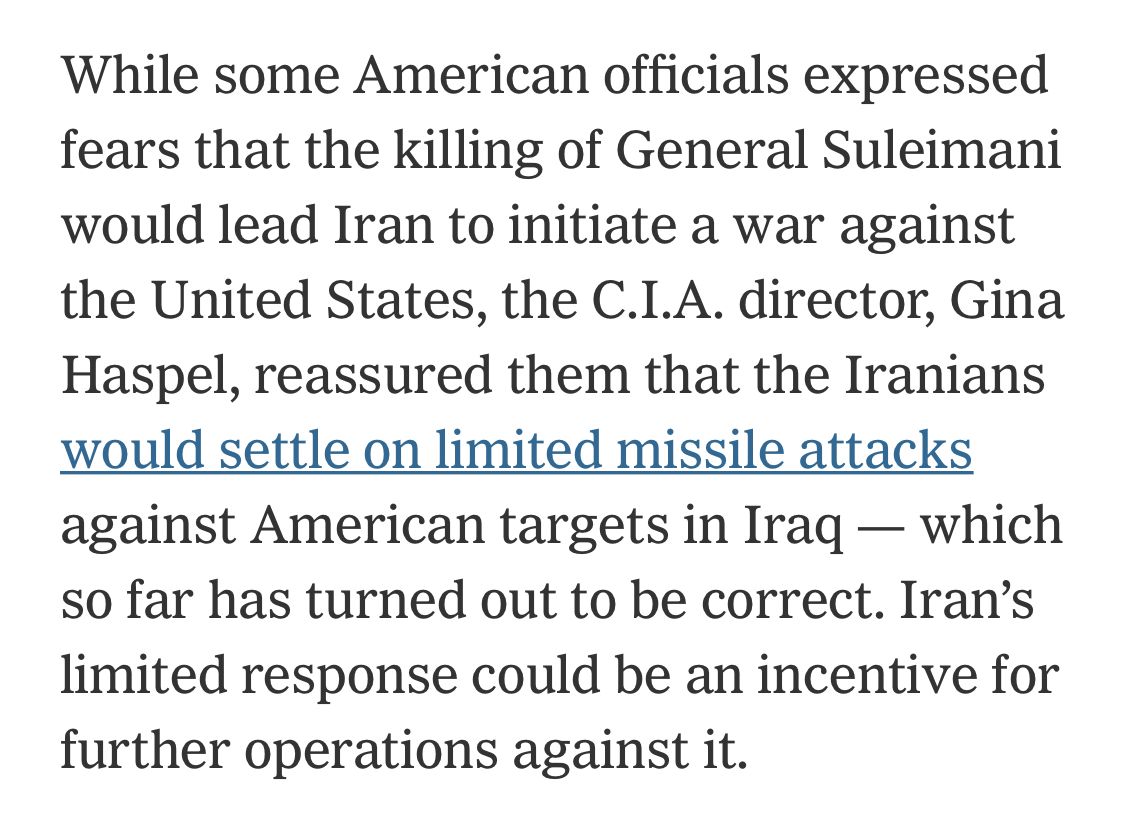 While some American officials expressed
fears that the killing of General Suleimani
would lead Iran to initiate a war against
the United States, the C.I.A. director, Gina
Haspel, reassured them that the Iranians
would settle on limited missile attacks
against American targets in Iraq — which
so far has turned out to be correct. Iran’s
limited response could be an incentive for
further operations against it.